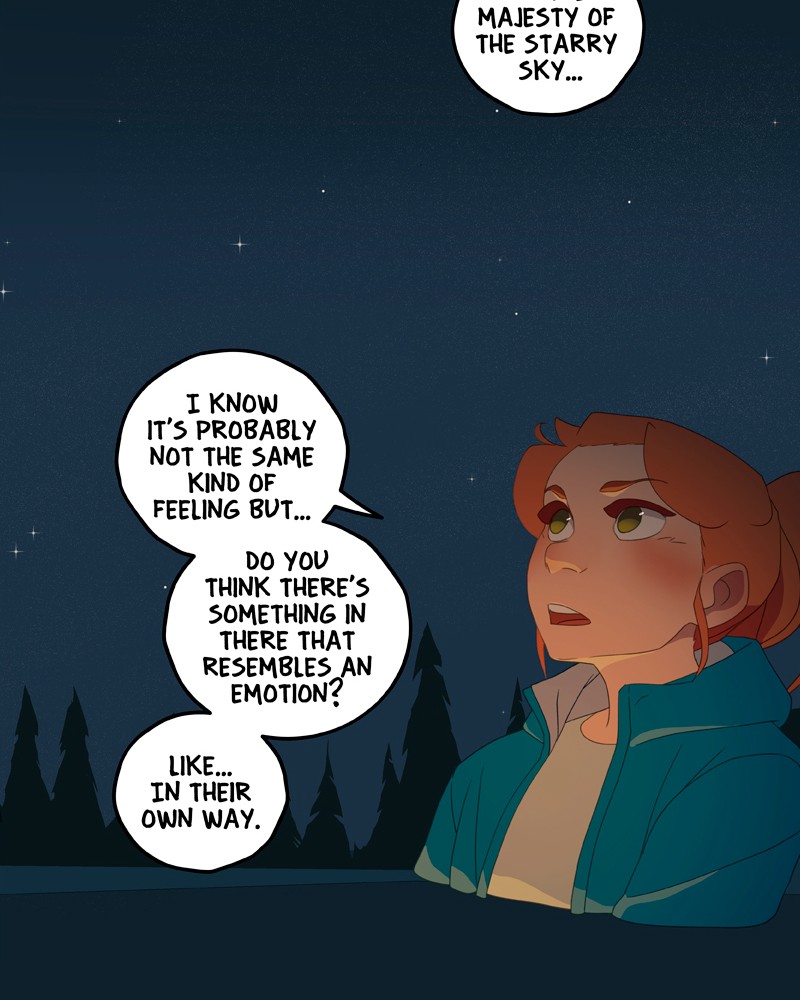 MAJESTY OF
THE STARRY
SKY...
I KNOW
IT'S PROBABLY
NOT THE SAME
KIND OF
FEELING BUT...
DO YOU
THINK THERE'S
SOMETHING IN
THERE THAT
RESEMBLES AN
EMOTION?
LIKE...
IN THEIR
OWN WAY.